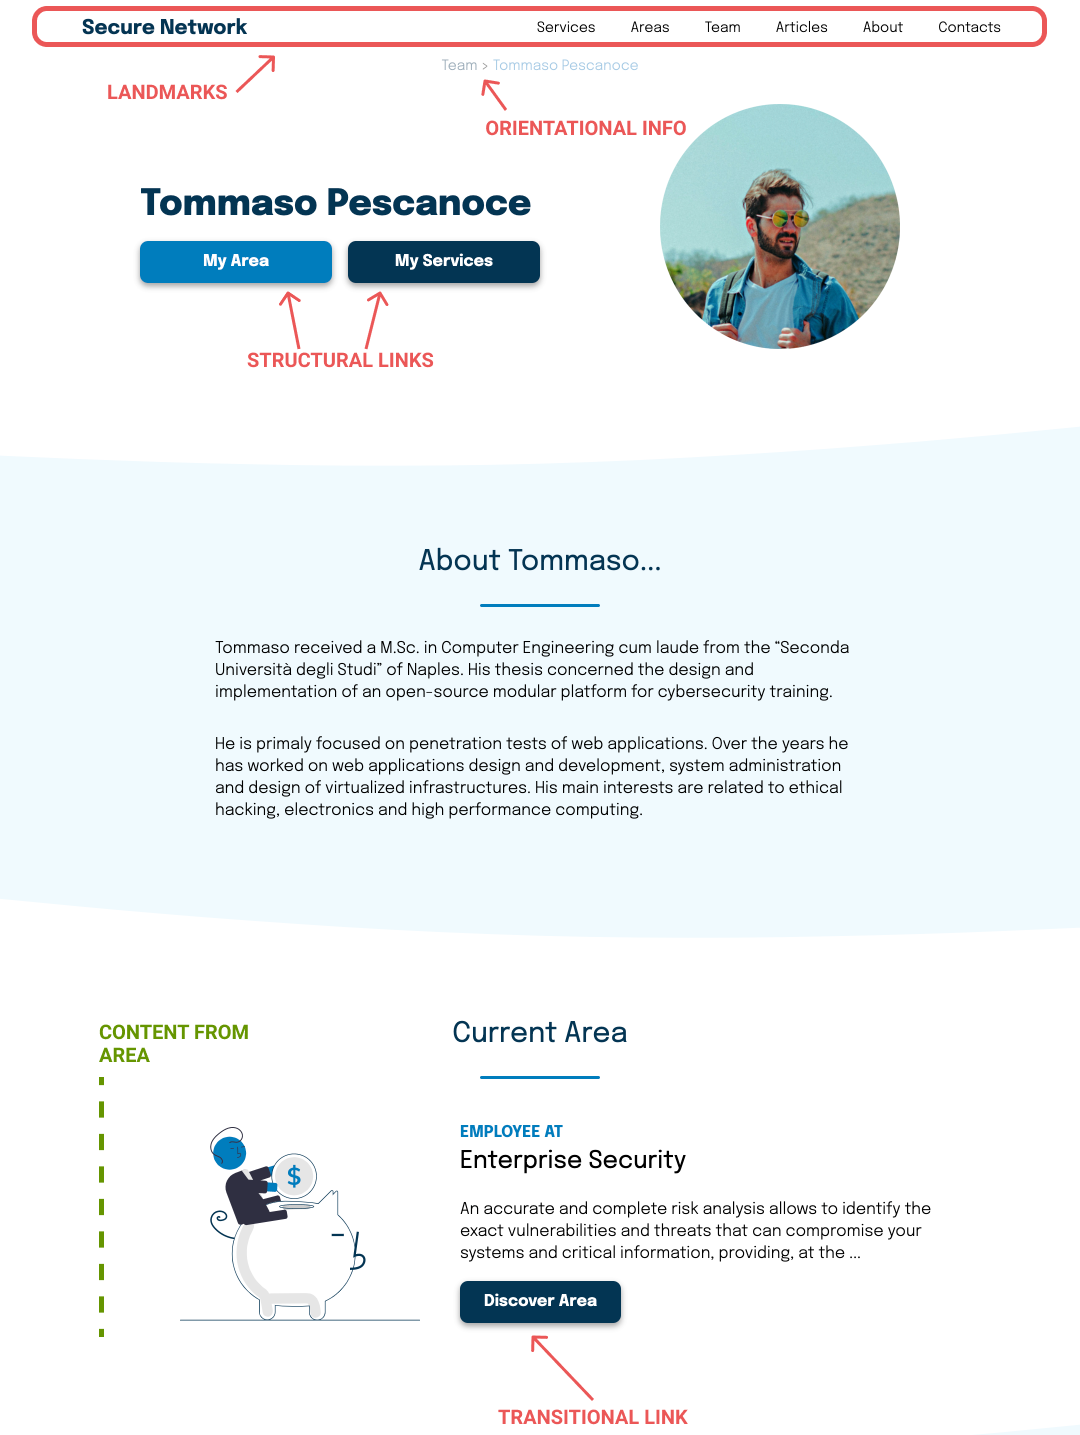 Secure Network
Services Areas Team Articles About Contacts
Team > Tommaso Pescanoce
LANDMARKS
ORIENTATIONAL INFO
Tommaso Pescanoce
My Area
My Services
STRUCTURAL LINKS
About Tommaso...
Tommaso received a M.Sc. in Computer Engineering cum laude from the “Seconda
Università degli Studi” of Naples. His thesis concerned the design and
implementation of an open-source modular platform for cybersecurity training.
He is primaly focused on penetration tests of web applications. Over the years he
has worked on web applications design and development, system administration
and design of virtualized infrastructures. His main interests are related to ethical
hacking, electronics and high performance computing.
CONTENT FROM
AREA
Current Area
$
EMPLOYEE AT
Enterprise Security
An accurate and complete risk analysis allows to identify the
exact vulnerabilities and threats that can compromise your
systems and critical information, providing, at the ...
Discover Area
TRANSITIONAL LINK